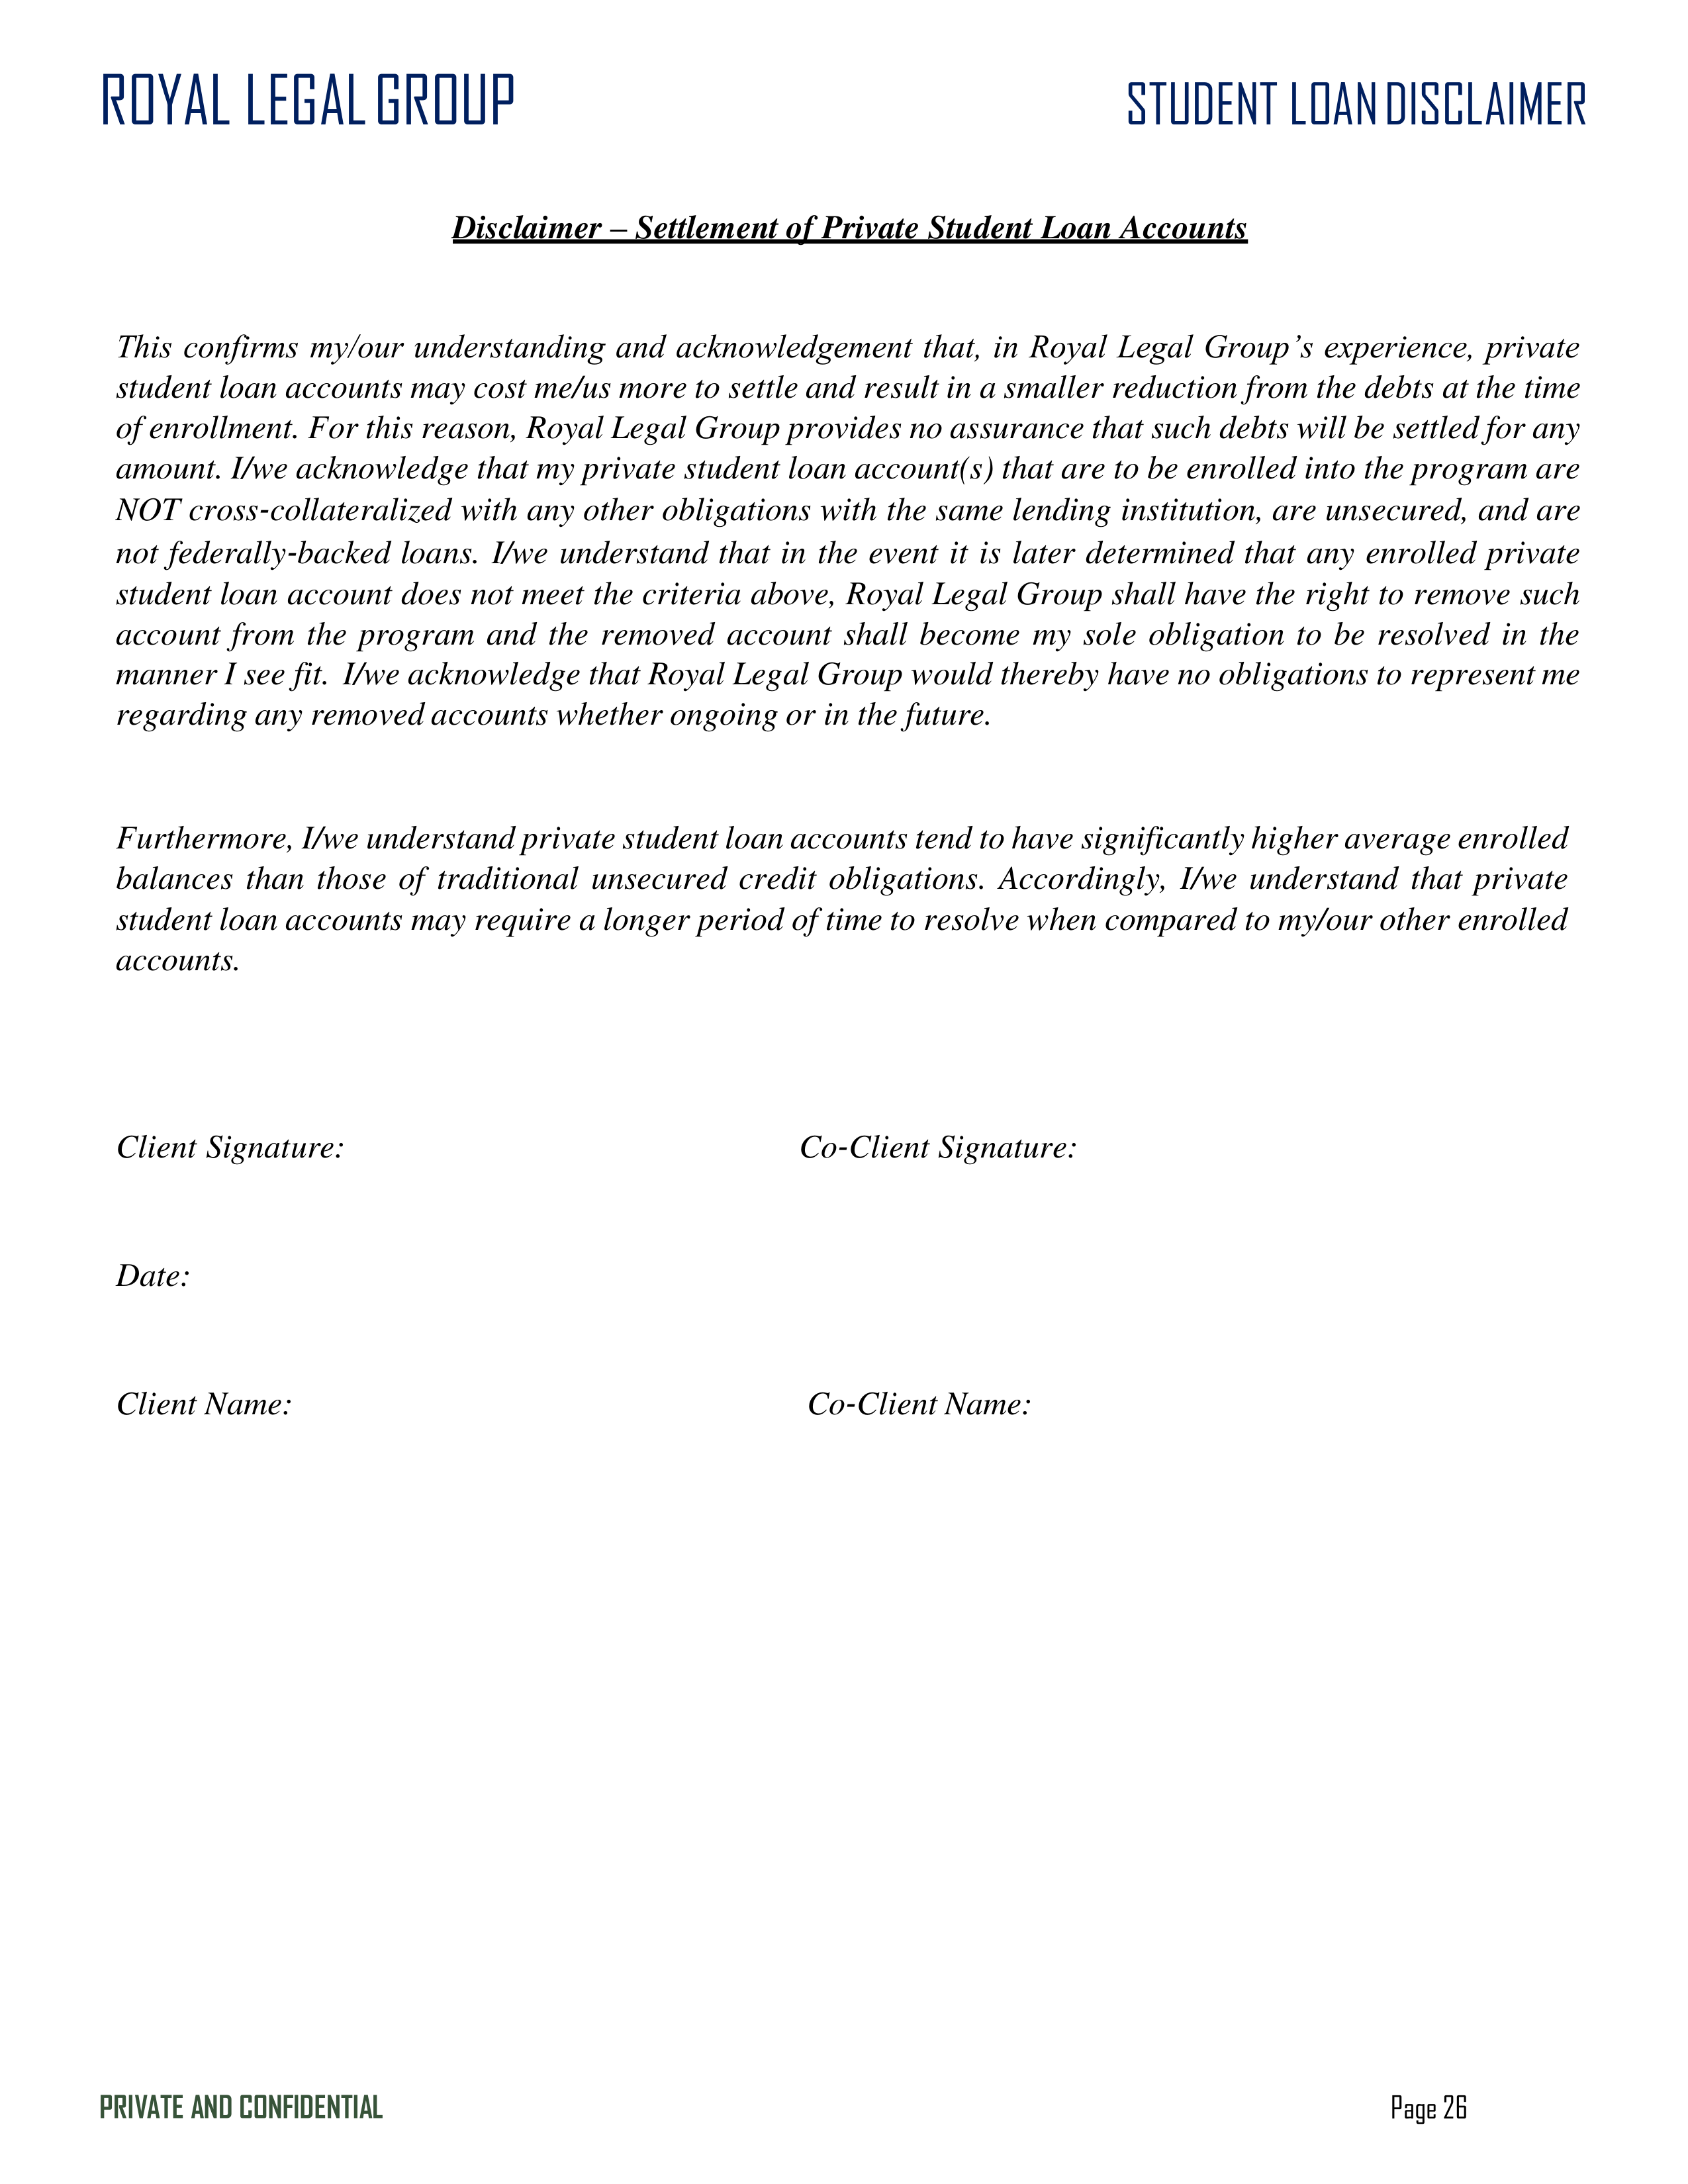 ROYAL LEGAL GROUP
STUDENT LOAN DISCLAIMER
Disclaimer – Settlement of Private Student Loan Accounts
This confirms my/our understanding and acknowledgement that, in Royal Legal Group’s experience, private
student loan accounts may cost me/us more to settle and result in a smaller reduction from the debts at the time
of enrollment. For this reason, Royal Legal Group provides no assurance that such debts will be settled for any
amount. I/we acknowledge that my private student loan account(s) that are to be enrolled into the program are
NOT cross-collateralized with any other obligations with the same lending institution, are unsecured, and are
not federally-backed loans. I/we understand that in the event it is later determined that any enrolled private
student loan account does not meet the criteria above, Royal Legal Group shall have the right to remove such
account from the program and the removed account shall become my sole obligation to be resolved in the
manner I see fit. I/we acknowledge that Royal Legal Group would thereby have no obligations to represent me
regarding any removed accounts whether ongoing or in the future.
Furthermore, I/we understand private student loan accounts tend to have significantly higher average enrolled
balances than those of traditional unsecured credit obligations. Accordingly, I/we understand that private
student loan accounts may require a longer period of time to resolve when compared to my/our other enrolled
accounts.
Client Signature:
Co-Client Signature:
Date:
Client Name:
Co-Client Name:
PRIVATE AND CONFIDENTIAL
Page 26